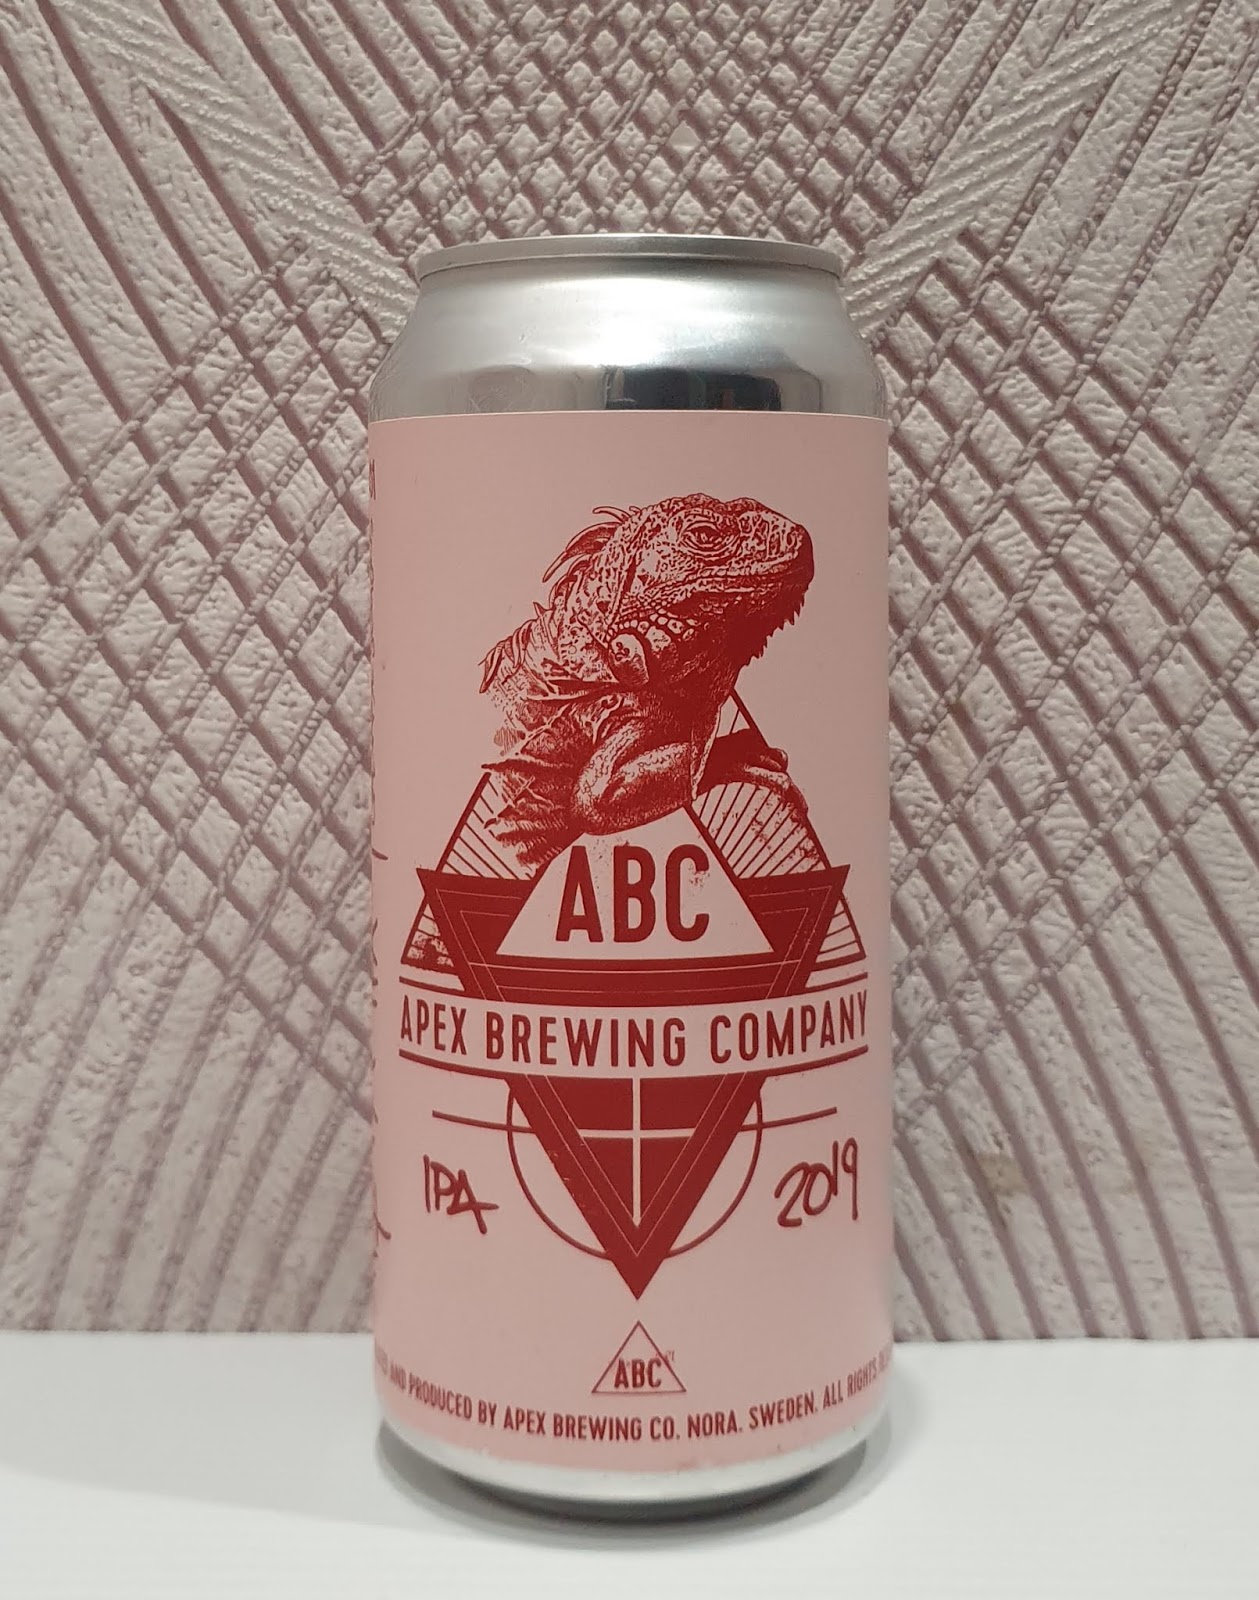 ABC
APEX BREWING COMPANY
IPA 2019
ABC
AND PRODUCED BY APEX BREWING CO. NORA. SWEDEN. ALL RIGHTS